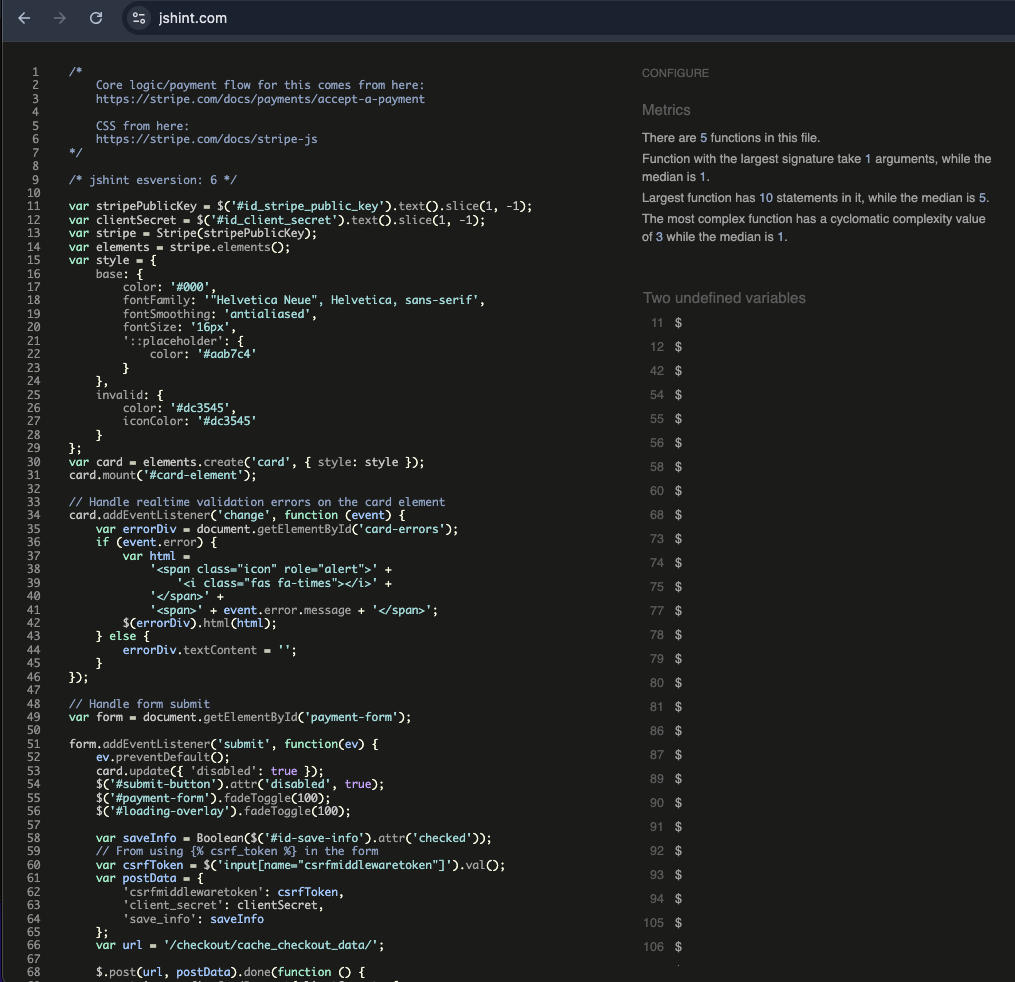 jshint.com
1 /*
2 Core logic/payment flow for this comes from here:
3 https://stripe.com/docs/payments/accept-a-payment
4
5 CSS from here:
6 https://stripe.com/docs/stripe-js
7 */
8
9 /* jshint esversion: 6 */
10
11 var stripePublicKey = $('#id_stripe_public_key').text().slice(1, -1);
12 var clientSecret = $('#id_client_secret').text().slice(1, -1);
13 var stripe = Stripe(stripePublicKey);
14 var elements = stripe.elements();
15 var style = {
16 base: {
17 color: '#000',
18 fontFamily: '"Helvetica Neue", Helvetica, sans-serif',
19 fontSmoothing: 'antialiased',
20 fontSize: '16px',
21 '::placeholder': {
22 color: '#aab7c4'
23 }
24 },
25 invalid: {
26 color: '#dc3545',
27 iconColor: '#dc3545'
28 }
29 };
30 var card = elements.create('card', { style: style });
31 card.mount('#card-element');
32
33 // Handle realtime validation errors on the card element
34 card.addEventListener('change', function (event) {
35 var errorDiv = document.getElementById('card-errors');
36 if (event.error) {
37 var html =
38 '<span class="icon" role="alert">' +
39 '<i class="fas fa-times"></i>' +
40 '</span>' +
41 '<span>' + event.error.message + '</span>';
42 $(errorDiv).html(html);
43 } else {
44 errorDiv.textContent = '';
45 }
46 });
47
48 // Handle form submit
49 var form = document.getElementById('payment-form');
50
51 form.addEventListener('submit', function(ev) {
52 ev.preventDefault();
53 card.update({ 'disabled': true });
54 $('#submit-button').attr('disabled', true);
55 $('#payment-form').fadeToggle(100);
56 $('#loading-overlay').fadeToggle(100);
57
58 var saveInfo = Boolean($('#id-save-info').attr('checked'));
59 // From using {% csrf_token %} in the form
60 var csrfToken = $('input[name="csrfmiddlewaretoken"]').val();
61 var postData = {
62 'csrfmiddlewaretoken': csrfToken,
63 'client_secret': clientSecret,
64 'save_info': saveInfo
65 };
66 var url = '/checkout/cache_checkout_data/';
67
68 $.post(url, postData).done(function () {
CONFIGURE
Metrics
There are 5 functions in this file.
Function with the largest signature take 1 arguments, while the
median is 1.
Largest function has 10 statements in it, while the median is 5.
The most complex function has a cyclomatic complexity value
of 3 while the median is 1.
Two undefined variables
11 $
12 $
42 $
54 $
55 $
56 $
58 $
60 $
68 $
73 $
74 $
75 $
77 $
78 $
79 $
80 $
81 $
86 $
87 $
89 $
90 $
91 $
92 $
93 $
94 $
105 $
106 $